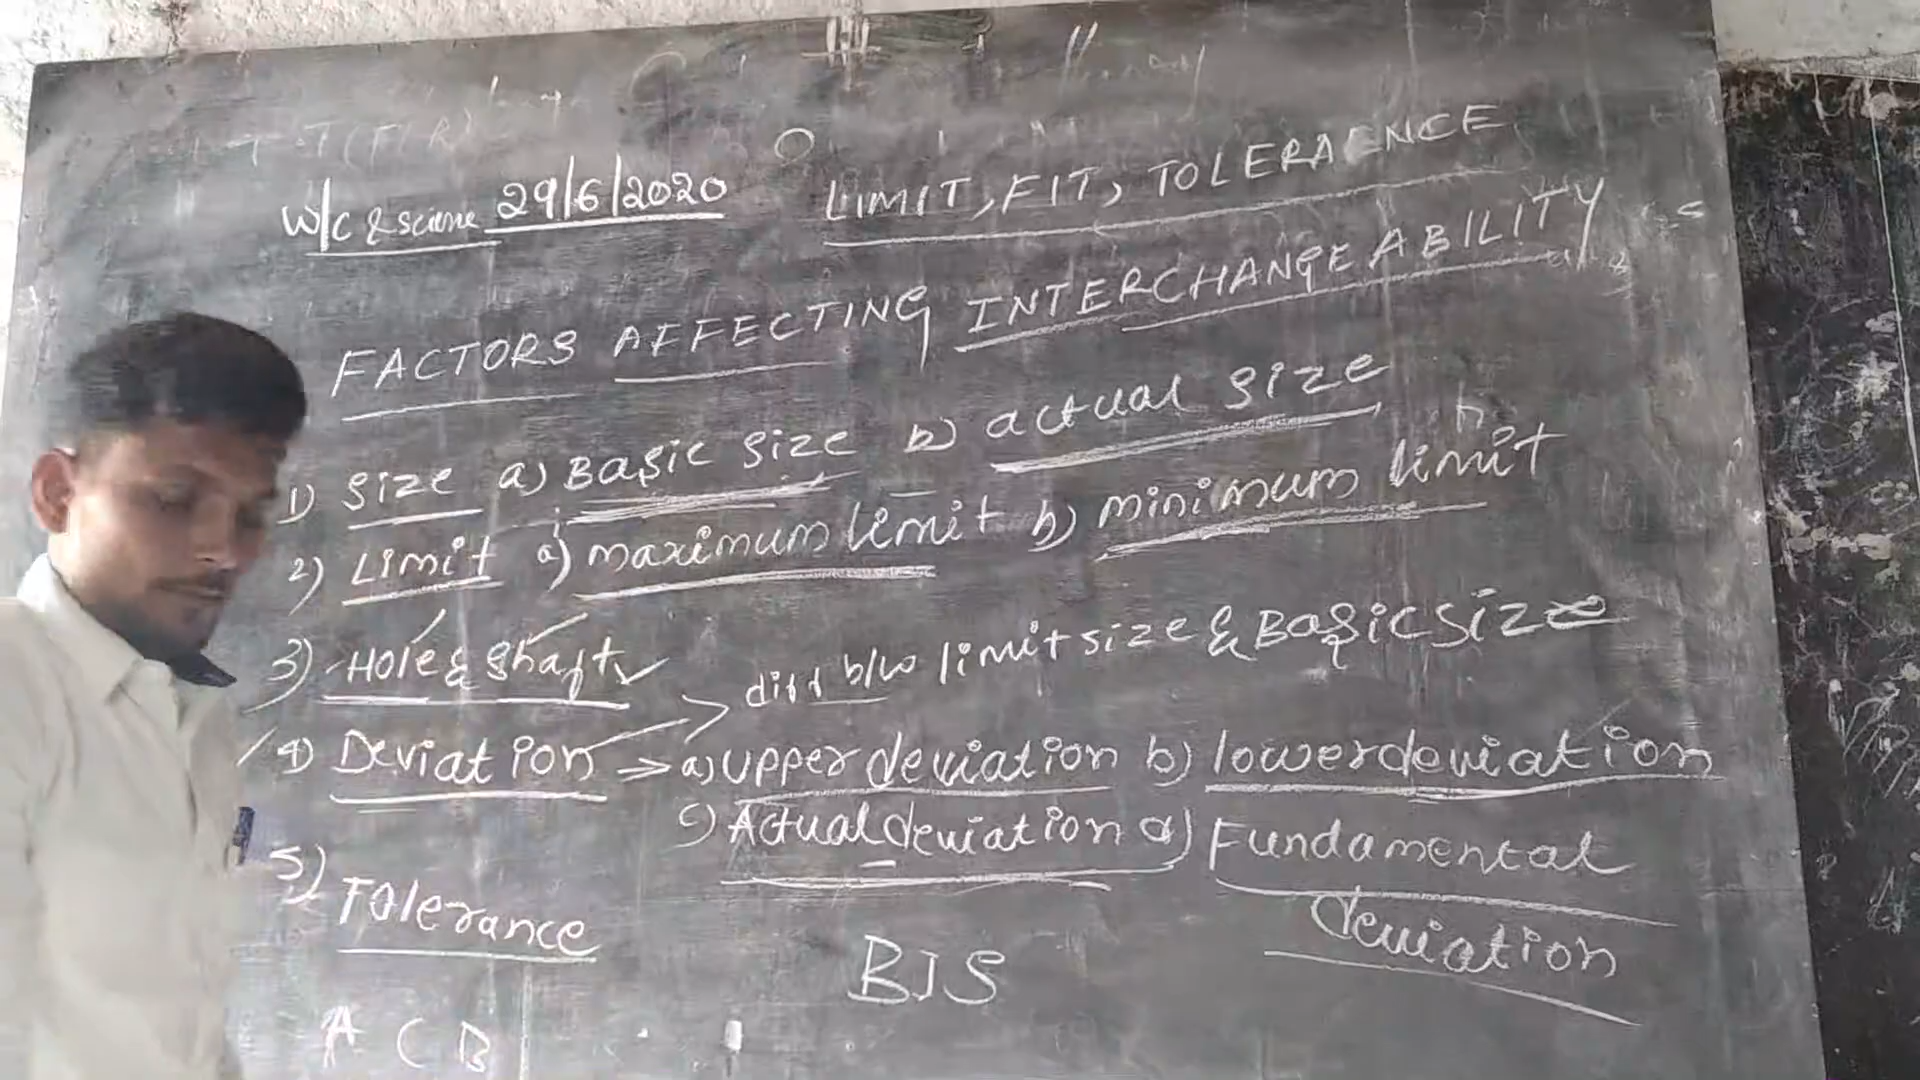 W/C & Science 29/6/2020 LIMIT, FIT, TOLERAENCE
FACTORS AFFECTING INTERCHANGEABILITY
1) Size a) Basic size b) actual size
2) Limit a) maximum limit b) minimum limit
3) Hole & shaft
diff b/w limit size & Basic size
4) Deviation ⇒ a) upper deviation b) lower deviation
c) Actual deviation d) Fundamental
deviation
5) Tolerance
BIS
A C B